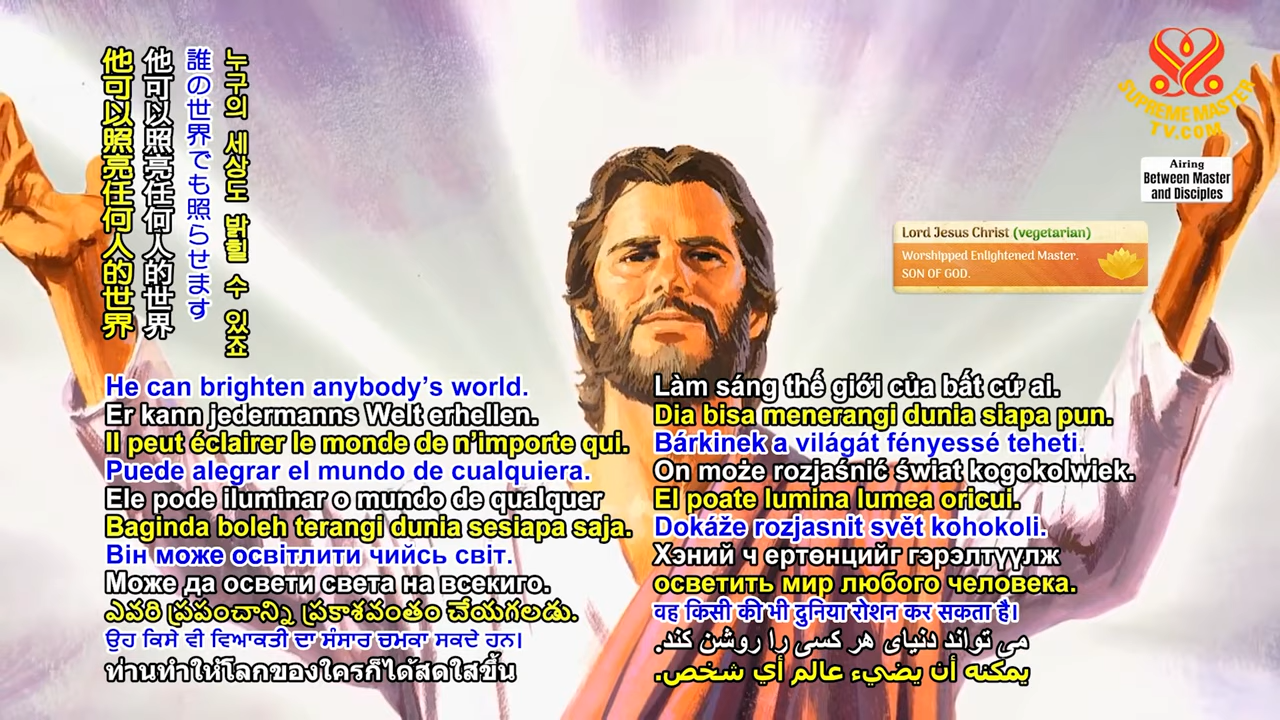 他可以照亮任何人的世界
他可以照亮任何人的世界
誰の世界でも照らせます
누구의 세상도 밝힐 수 있죠
SUPREME MASTER
TV.COM
Airing
Between Master
and Disciples
Lord Jesus Christ (vegetarian)
Worshipped Enlightened Master.
SON OF GOD.
He can brighten anybody’s world.
Er kann jedermanns Welt erhellen.
Il peut éclairer le monde de n’importe qui.
Puede alegrar el mundo de cualquiera.
Ele pode iluminar o mundo de qualquer
Baginda boleh terangi dunia sesiapa saja.
Він може освітлити чийсь світ.
Може да освети света на всекиго.
ఎవరి ప్రపంచాన్ని ప్రకాశవంతం చేయగలడు.
ਉਹ ਕਿਸੇ ਵੀ ਵਿਅਕਤੀ ਦਾ ਸੰਸਾਰ ਚਮਕਾ ਸਕਦੇ ਹਨ।
ท่านทำให้โลกของใครก็ได้สดใสขึ้น
Làm sáng thế giới của bất cứ ai.
Dia bisa menerangi dunia siapa pun.
Bárkinek a világát fényessé teheti.
On może rozjaśnić świat kogokolwiek.
El poate lumina lumea oricui.
Dokáže rozjasnit svět kohokoli.
Хэний ч ертөнцийг гэрэлтүүлж
осветить мир любого человека.
वह किसी की भी दुनिया रोशन कर सकता है।
می تواند دنیای هر کسی را روشن کند.
يمكنه أن يضيء عالم أي شخص.